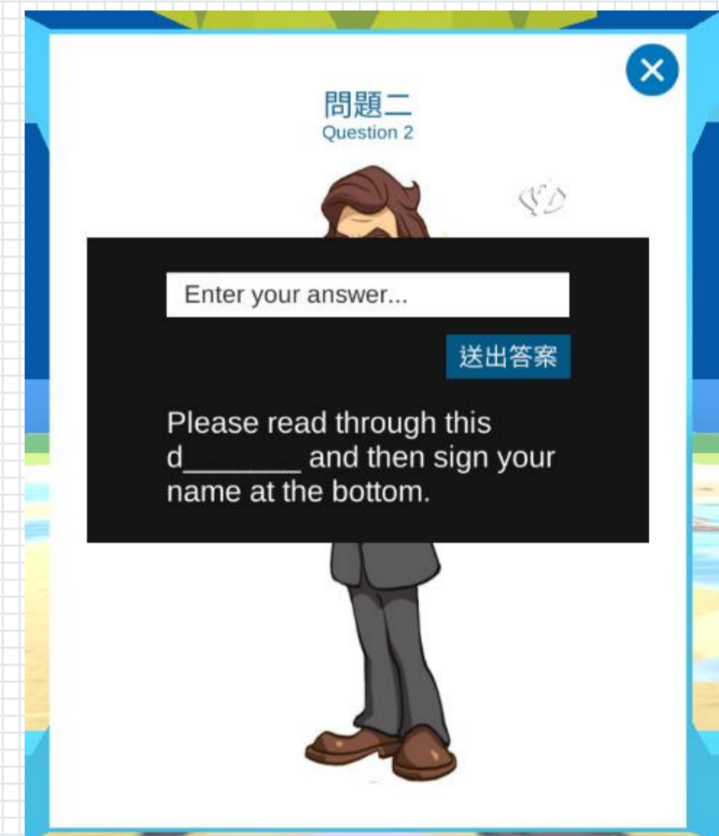 問題二
Question 2
Enter your answer...
送出答案
Please read through this
d_______ and then sign your
name at the bottom.